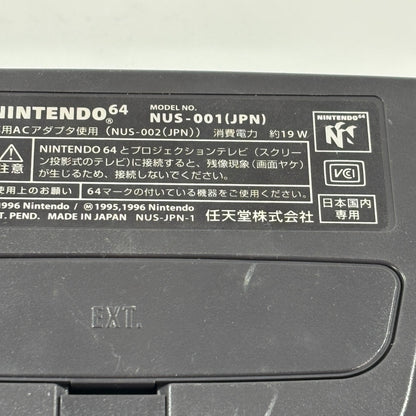 NINTENDO 64 MODEL NO. NUS-001(JPN)
用ACアダプタ使用 (NUS-002(JPN)) 消費電力 約19W
注意 NINTENDO 64 とプロジェクションテレビ (スクリー
ン投影式のテレビ) に接続すると、残像現象 (画面ヤケ)
が生じるため、接続しないでください。
NINTENDO 64
VCI
使用上のお願い 64マークの付いている機器をご使用ください。
1996 Nintendo / Ⓜ 1995,1996 Nintendo
T. PEND. MADE IN JAPAN NUS-JPN-1 任天堂株式会社
日本国内
専用
EXT.